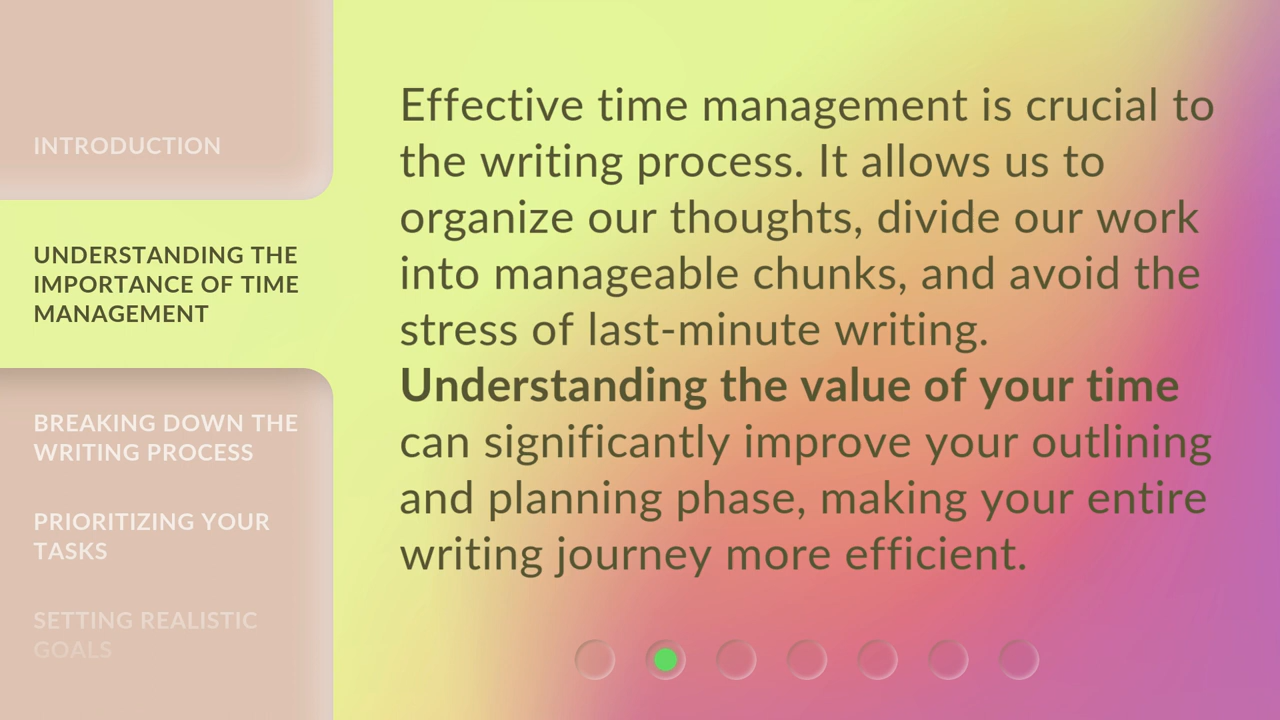 INTRODUCTION
UNDERSTANDING THE
IMPORTANCE OF TIME
MANAGEMENT
BREAKING DOWN THE
WRITING PROCESS
PRIORITIZING YOUR
TASKS
SETTING REALISTIC
GOALS
Effective time management is crucial to
the writing process. It allows us to
organize our thoughts, divide our work
into manageable chunks, and avoid the
stress of last-minute writing.
Understanding the value of your time
can significantly improve your outlining
and planning phase, making your entire
writing journey more efficient.